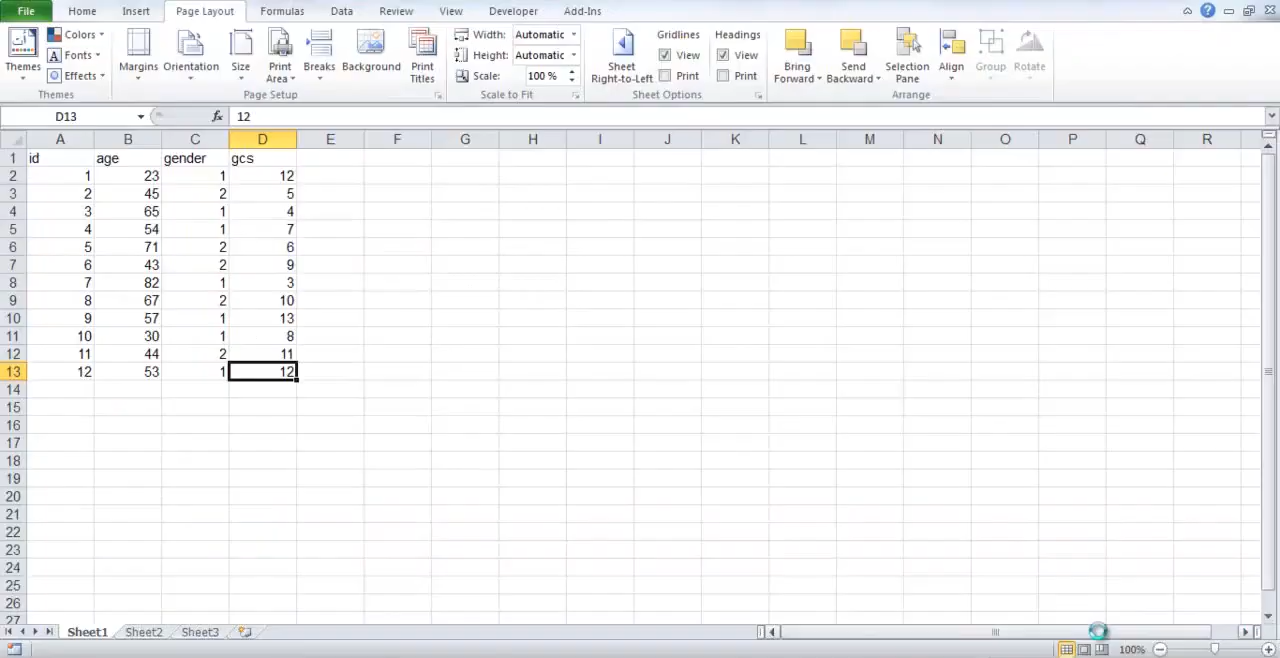 File Home Insert Page Layout Formulas Data Review View Developer Add-Ins
Themes Colors Fonts Effects Themes
Margins Orientation Size Print Area Breaks Background Print Titles Page Setup
Width: Automatic Height: Automatic Scale: 100 % Scale to Fit
Sheet Right-to-Left Gridlines View Print Headings View Print Sheet Options
Bring Forward Send Backward Selection Pane Align Group Rotate Arrange
D13 fx 12
A B C D E F G H I J K L M N O P Q R
1 id age gender gcs
2 1 23 1 12
3 2 45 2 5
4 3 65 1 4
5 4 54 1 7
6 5 71 2 6
7 6 43 2 9
8 7 82 1 3
9 8 67 2 10
10 9 57 1 13
11 10 30 1 8
12 11 44 2 11
13 12 53 1 12
14
15
16
17
18
19
20
21
22
23
24
25
26
27
Sheet1 Sheet2 Sheet3
100%